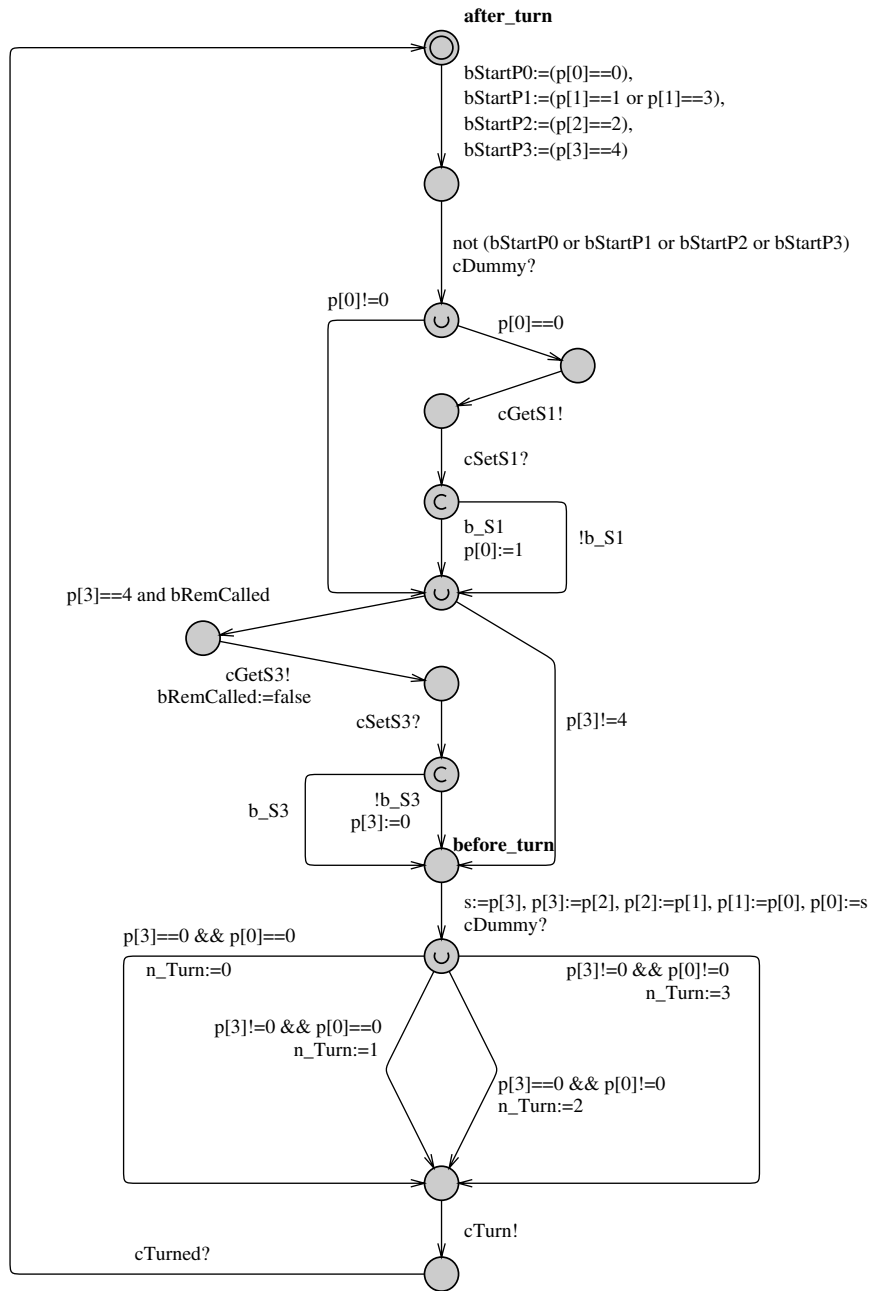 after_turn
bStartP0:=(p[0]==0),
bStartP1:=(p[1]==1 or p[1]==3),
bStartP2:=(p[2]==2),
bStartP3:=(p[3]==4)
not (bStartP0 or bStartP1 or bStartP2 or bStartP3)
cDummy?
p[0]!=0
p[0]==0
cGetS1!
cSetS1?
b_S1
p[0]:=1
!b_S1
p[3]==4 and bRemCalled
cGetS3!
bRemCalled:=false
cSetS3?
p[3]!=4
b_S3
!b_S3
p[3]:=0
before_turn
s:=p[3], p[3]:=p[2], p[2]:=p[1], p[1]:=p[0], p[0]:=s
cDummy?
p[3]==0 && p[0]==0
n_Turn:=0
p[3]!=0 && p[0]!=0
n_Turn:=3
p[3]!=0 && p[0]==0
n_Turn:=1
p[3]==0 && p[0]!=0
n_Turn:=2
cTurn!
cTurned?